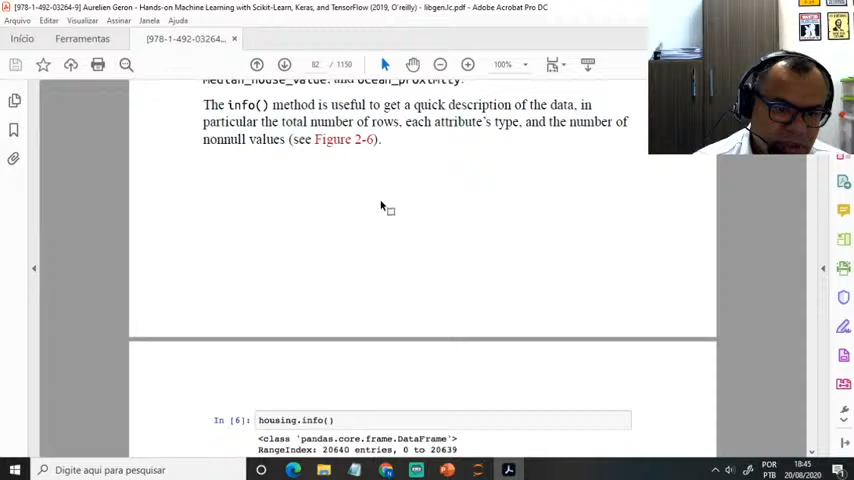 [978-1-492-03264-9] Aurelien Geron - Hands-on Machine Learning with Scikit-Learn, Keras, and TensorFlow (2019, O'reilly) - libgen.lc.pdf - Adobe Acrobat Pro DC
Arquivo Editar Visualizar Assinar Janela Ajuda
Início Ferramentas [978-1-492-03264... ×
82 / 1150 100%
Median_house_value, and ocean_proximity.
The info() method is useful to get a quick description of the data, in
particular the total number of rows, each attribute's type, and the number of
nonnull values (see Figure 2-6).
In [6]: housing.info()
<class 'pandas.core.frame.DataFrame'>
RangeIndex: 20640 entries, 0 to 20639
Digite aqui para pesquisar
POR 18:45
PTB 20/08/2020